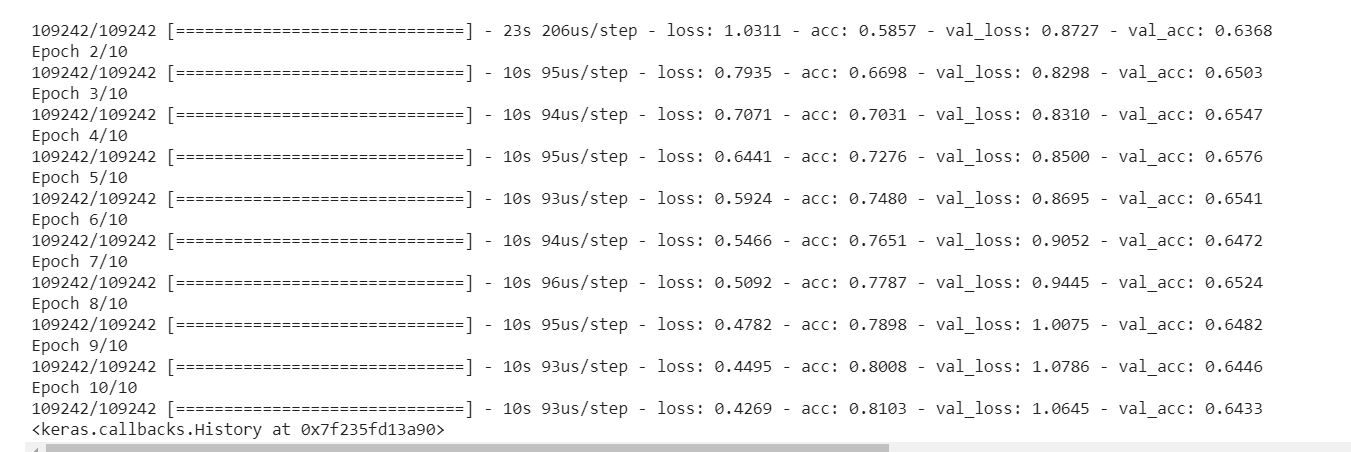 109242/109242 [==============================] - 23s 206us/step - loss: 1.0311 - acc: 0.5857 - val_loss: 0.8727 - val_acc: 0.6368
Epoch 2/10
109242/109242 [==============================] - 10s 95us/step - loss: 0.7935 - acc: 0.6698 - val_loss: 0.8298 - val_acc: 0.6503
Epoch 3/10
109242/109242 [==============================] - 10s 94us/step - loss: 0.7071 - acc: 0.7031 - val_loss: 0.8310 - val_acc: 0.6547
Epoch 4/10
109242/109242 [==============================] - 10s 95us/step - loss: 0.6441 - acc: 0.7276 - val_loss: 0.8500 - val_acc: 0.6576
Epoch 5/10
109242/109242 [==============================] - 10s 93us/step - loss: 0.5924 - acc: 0.7480 - val_loss: 0.8695 - val_acc: 0.6541
Epoch 6/10
109242/109242 [==============================] - 10s 94us/step - loss: 0.5466 - acc: 0.7651 - val_loss: 0.9052 - val_acc: 0.6472
Epoch 7/10
109242/109242 [==============================] - 10s 96us/step - loss: 0.5092 - acc: 0.7787 - val_loss: 0.9445 - val_acc: 0.6524
Epoch 8/10
109242/109242 [==============================] - 10s 95us/step - loss: 0.4782 - acc: 0.7898 - val_loss: 1.0075 - val_acc: 0.6482
Epoch 9/10
109242/109242 [==============================] - 10s 93us/step - loss: 0.4495 - acc: 0.8008 - val_loss: 1.0786 - val_acc: 0.6446
Epoch 10/10
109242/109242 [==============================] - 10s 93us/step - loss: 0.4269 - acc: 0.8103 - val_loss: 1.0645 - val_acc: 0.6433
<keras.callbacks.History at 0x7f235fd13a90>